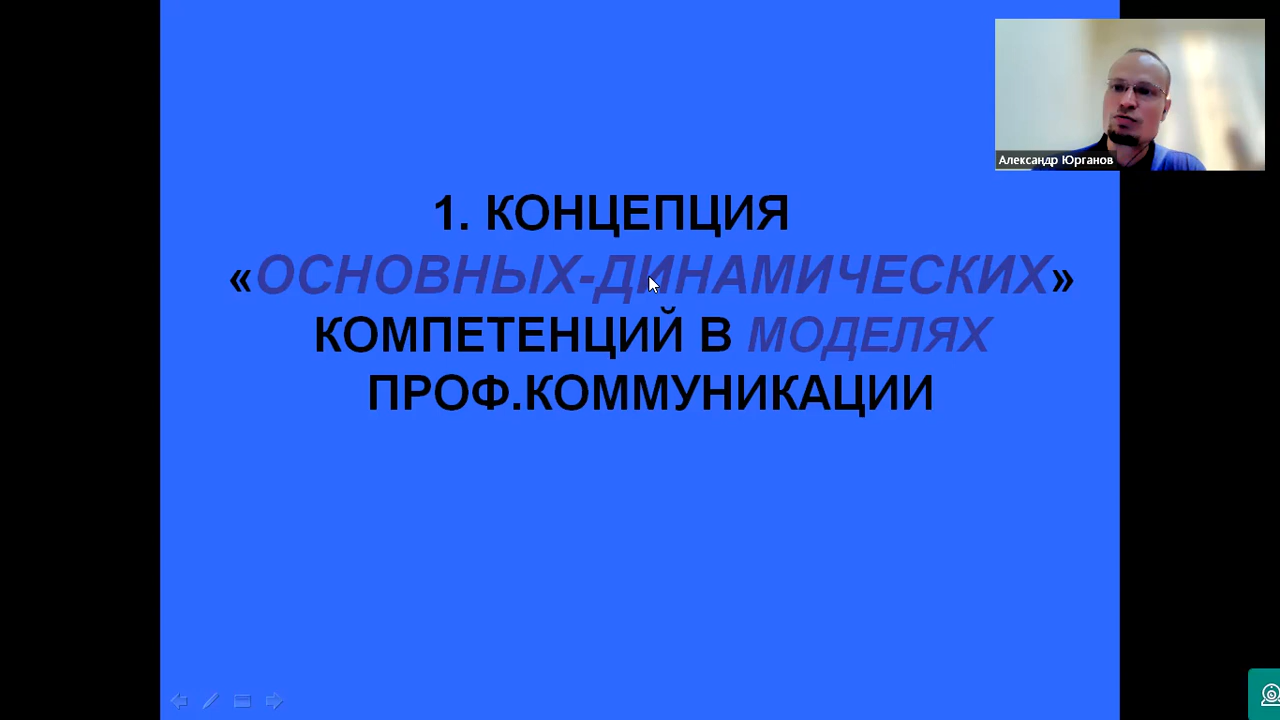 Александр Юрганов
1. КОНЦЕПЦИЯ
«ОСНОВНЫХ-ДИНАМИЧЕСКИХ»
КОМПЕТЕНЦИЙ В МОДЕЛЯХ
ПРОФ.КОММУНИКАЦИИ